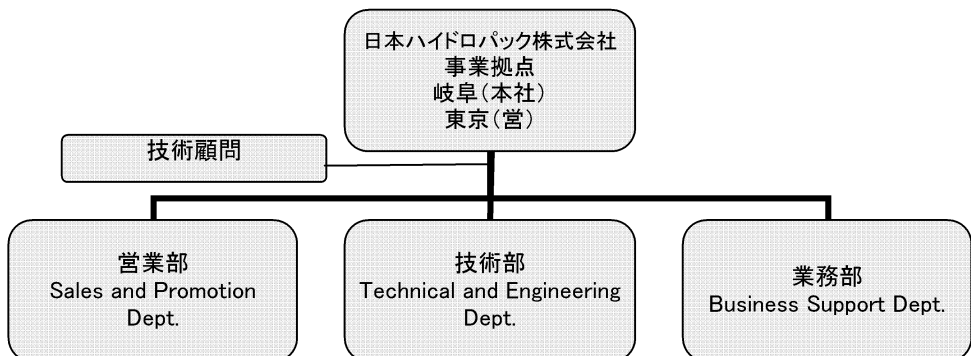 日本ハイドロパック株式会社
事業拠点
岐阜(本社)
東京(営)
技術顧問
営業部
Sales and Promotion
Dept.
技術部
Technical and Engineering
Dept.
業務部
Business Support Dept.